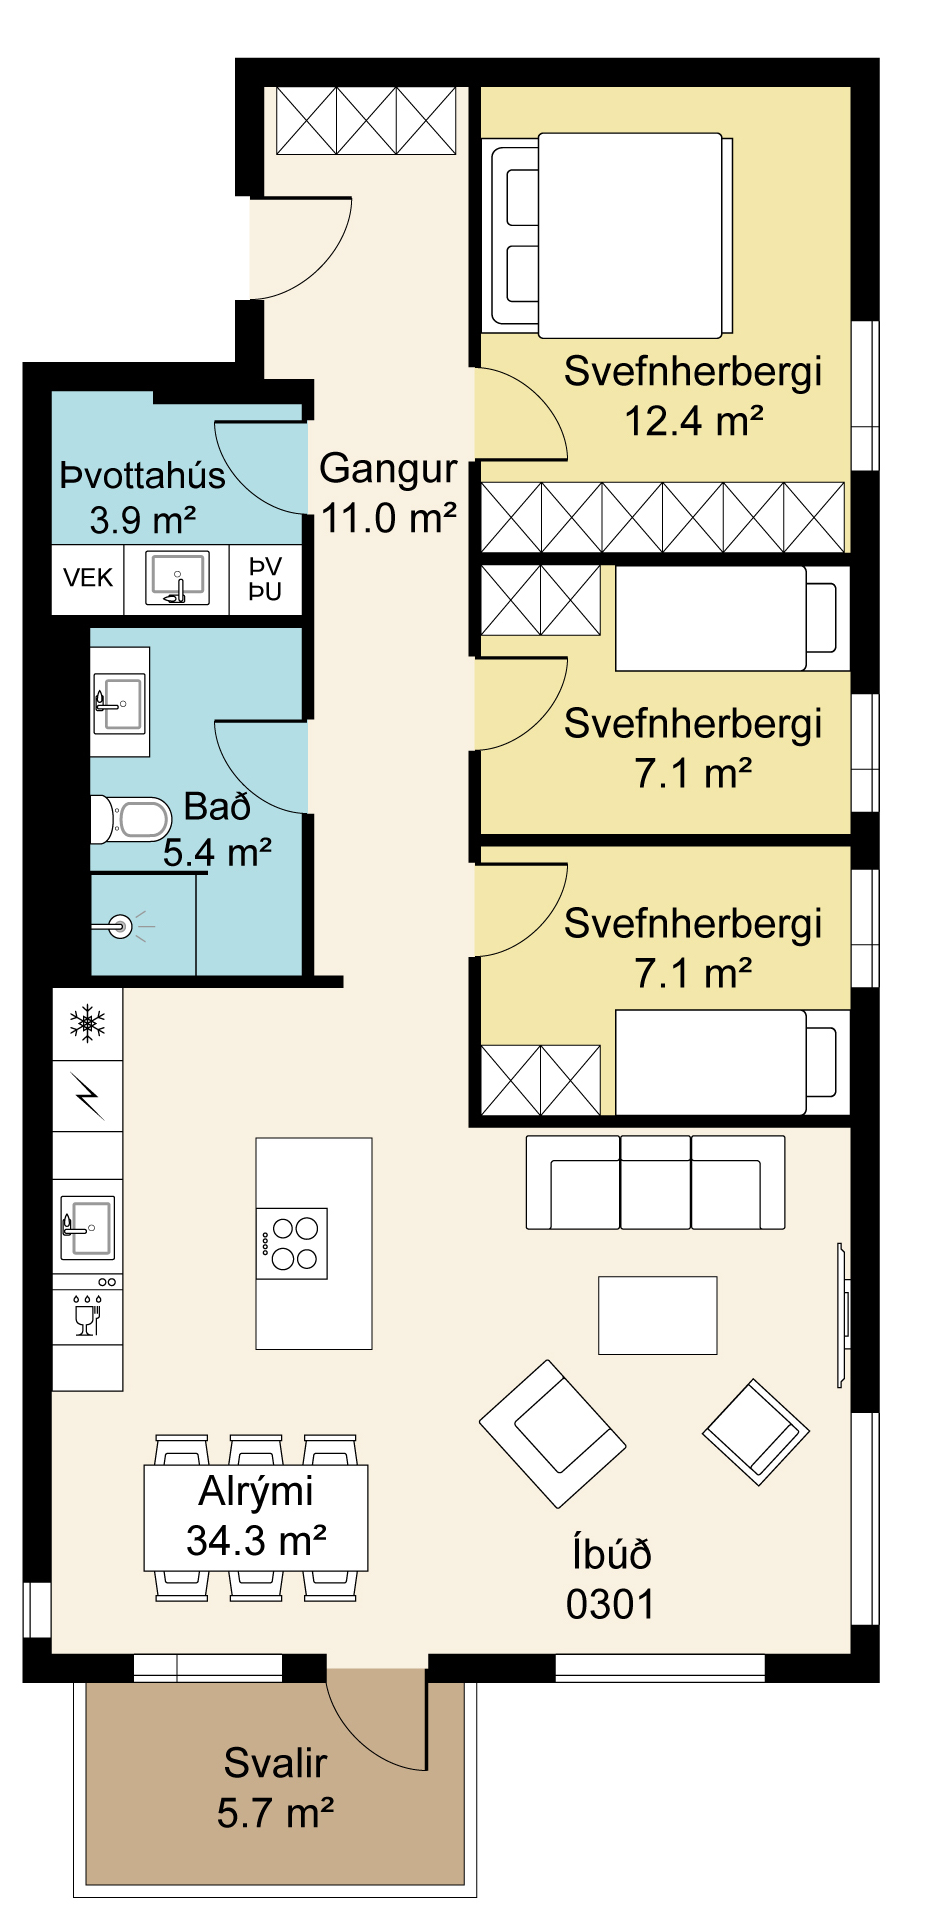 Svefnherbergi
12.4 m²
Þvottahús
3.9 m²
Gangur
11.0 m²
VEK
ÞV
ÞU
Svefnherbergi
7.1 m²
Bað
5.4 m²
Svefnherbergi
7.1 m²
Alrými
34.3 m²
Íbúð
0301
Svalir
5.7 m²